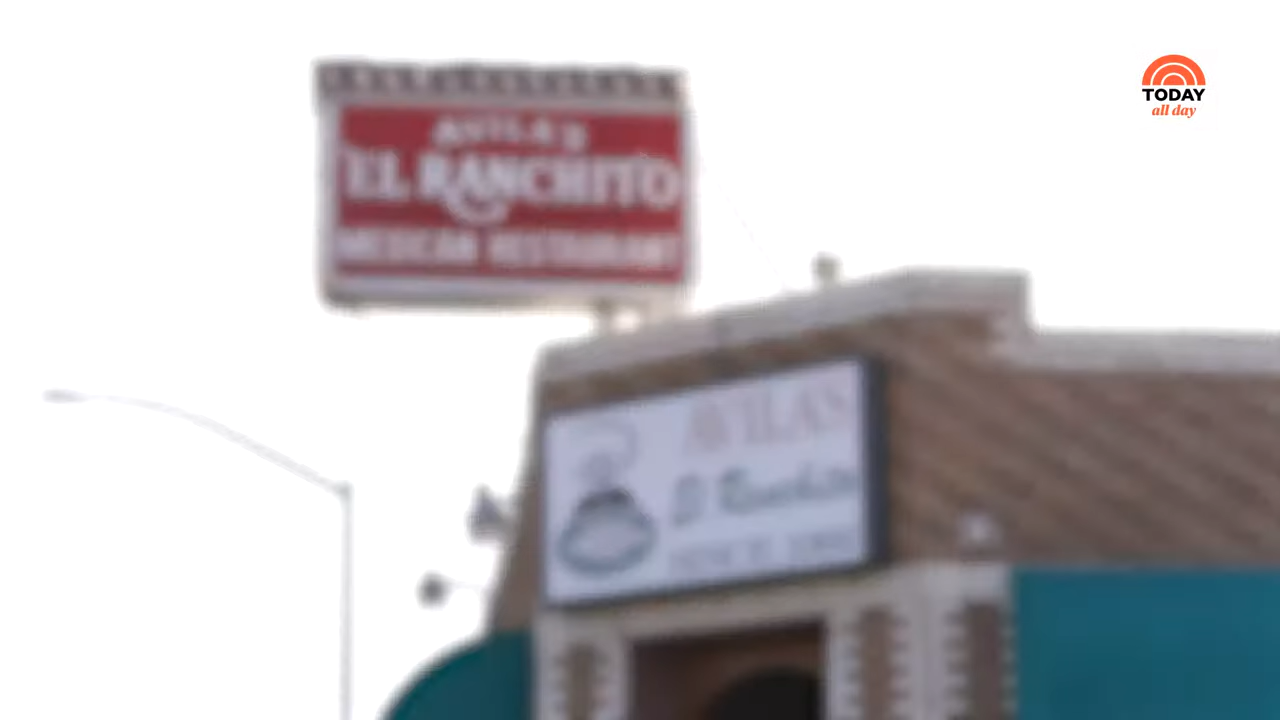 TODAY
all day
AVILA'S
EL RANCHITO
MEXICAN RESTAURANT
AVILA'S
El Ranchito